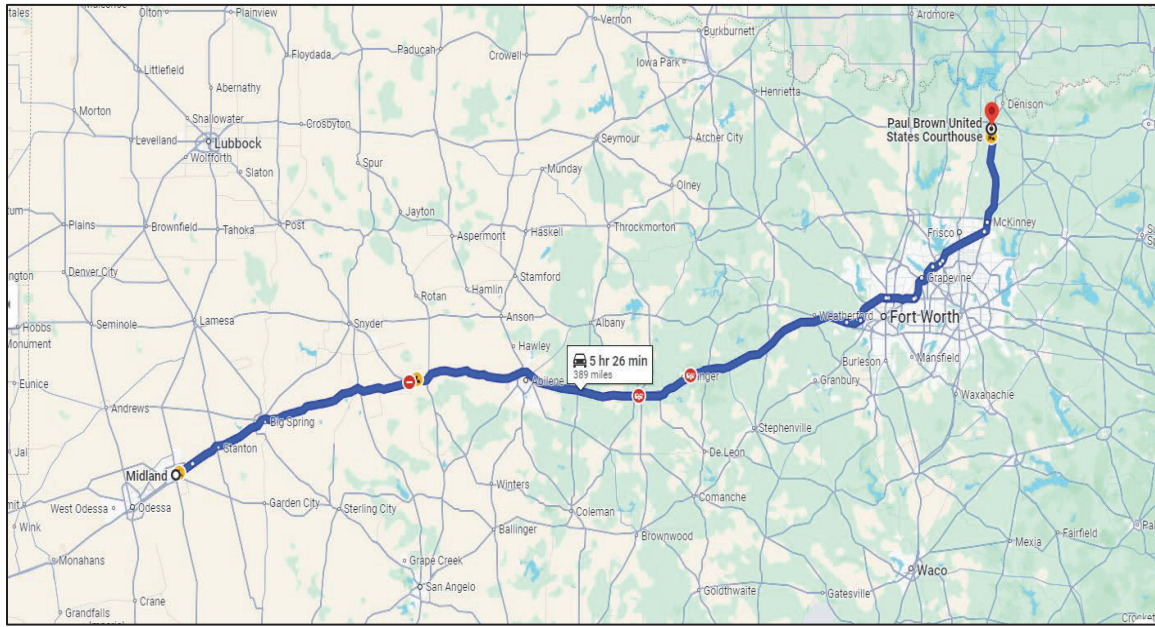 tales
Olton
Plainview
Vernon
Ardmore
Floydada
Paducah
Crowell
Burkburnett
Iowa Park
Littlefield
Abernathy
Henrietta
Denison
Morton
Shallowater
Crosbyton
Seymour
Archer City
Paul Brown United
States Courthouse
Levelland
Lubbock
Wolfforth
Slaton
Spur
Munday
Olney
Plains
Brownfield
Tahoka
Post
Jayton
Aspermont
Haskell
Throckmorton
McKinney
Frisco
Denver City
Stamford
Grapevine
Rotan
Hamlin
Hobbs
Monument
Seminole
Lamesa
Snyder
Anson
Albany
Weatherford
Fort Worth
Hawley
5 hr 26 min
389 miles
Burleson
Mansfield
Eunice
Abilene
nger
Granbury
Waxahachie
Andrews
Big Spring
Stephenville
Jal
Stanton
Midland
De Leon
West Odessa
Odessa
Garden City
Sterling City
Winters
Coleman
Comanche
Wink
Ballinger
Brownwood
Fairfield
Mexia
Monahans
Grape Creek
San Angelo
Waco
Goldthwaite
Gatesville
Crane
Grandfalls
Crockett